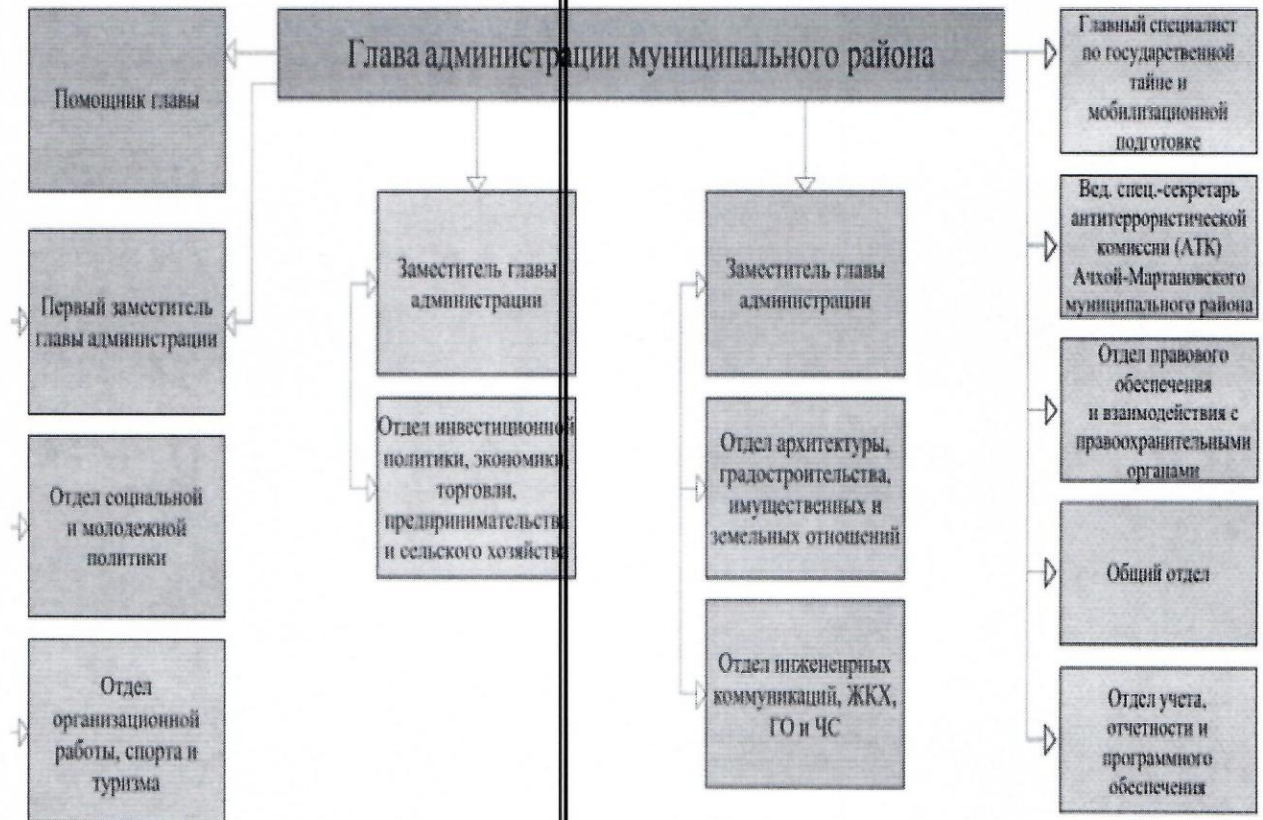 Глава администрации муниципального района
Помощник главы
Первый заместитель
главы администрации
Отдел социальной
и молодежной
политики
Отдел
организационной
работы, спорта и
туризма
Заместитель главы
администрации
Отдел инвестиционной
политики, экономики,
торговли,
предпринимательства
и сельского хозяйства
Заместитель главы
администрации
Отдел архитектуры,
градостроительства,
имущественных и
земельных отношений
Отдел инжененрных
коммуникаций, ЖКХ,
ГО и ЧС
Главный специалист
по государственной
тайне и
мобилизационной
подготовке
Вед. спец.-секретарь
антитеррористической
комиссии (АТК)
Ачхой-Мартановского
муниципального района
Отдел правового
обеспечения
и взаимодействия с
правоохранительными
органами
Общий отдел
Отдел учета,
отчетности и
программного
обеспечения